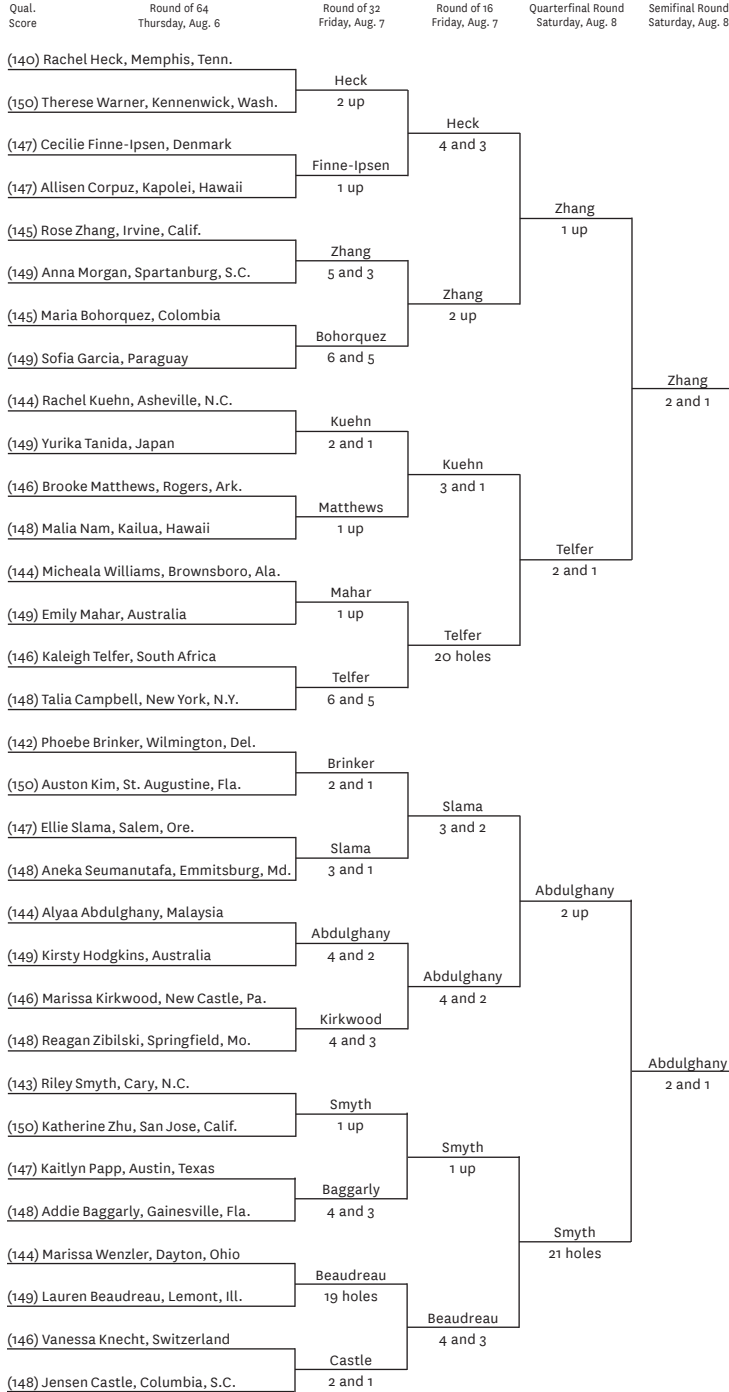 Qual.
Score
Round of 64
Thursday, Aug. 6
Round of 32
Friday, Aug. 7
Round of 16
Friday, Aug. 7
Quarterfinal Round
Saturday, Aug. 8
Semifinal Round
Saturday, Aug. 8
(140) Rachel Heck, Memphis, Tenn.
(150) Therese Warner, Kennenwick, Wash.
(147) Cecilie Finne-Ipsen, Denmark
(147) Allisen Corpuz, Kapolei, Hawaii
(145) Rose Zhang, Irvine, Calif.
(149) Anna Morgan, Spartanburg, S.C.
(145) Maria Bohorquez, Colombia
(149) Sofia Garcia, Paraguay
(144) Rachel Kuehn, Asheville, N.C.
(149) Yurika Tanida, Japan
(146) Brooke Matthews, Rogers, Ark.
(148) Malia Nam, Kailua, Hawaii
(144) Micheala Williams, Brownsboro, Ala.
(149) Emily Mahar, Australia
(146) Kaleigh Telfer, South Africa
(148) Talia Campbell, New York, N.Y.
(142) Phoebe Brinker, Wilmington, Del.
(150) Auston Kim, St. Augustine, Fla.
(147) Ellie Slama, Salem, Ore.
(148) Aneka Seumanutafa, Emmitsburg, Md.
(144) Alyaa Abdulghany, Malaysia
(149) Kirsty Hodgkins, Australia
(146) Marissa Kirkwood, New Castle, Pa.
(148) Reagan Zibilski, Springfield, Mo.
(143) Riley Smyth, Cary, N.C.
(150) Katherine Zhu, San Jose, Calif.
(147) Kaitlyn Papp, Austin, Texas
(148) Addie Baggarly, Gainesville, Fla.
(144) Marissa Wenzler, Dayton, Ohio
(149) Lauren Beaudreau, Lemont, Ill.
(146) Vanessa Knecht, Switzerland
(148) Jensen Castle, Columbia, S.C.
Heck
2 up
Finne-Ipsen
1 up
Zhang
5 and 3
Bohorquez
6 and 5
Kuehn
2 and 1
Matthews
1 up
Mahar
1 up
Telfer
6 and 5
Brinker
2 and 1
Slama
3 and 1
Abdulghany
4 and 2
Kirkwood
4 and 3
Smyth
1 up
Baggarly
4 and 3
Beaudreau
19 holes
Castle
2 and 1
Heck
4 and 3
Zhang
2 up
Kuehn
3 and 1
Telfer
20 holes
Slama
3 and 2
Abdulghany
4 and 2
Smyth
1 up
Beaudreau
4 and 3
Zhang
1 up
Telfer
2 and 1
Abdulghany
2 up
Smyth
21 holes
Zhang
2 and 1
Abdulghany
2 and 1